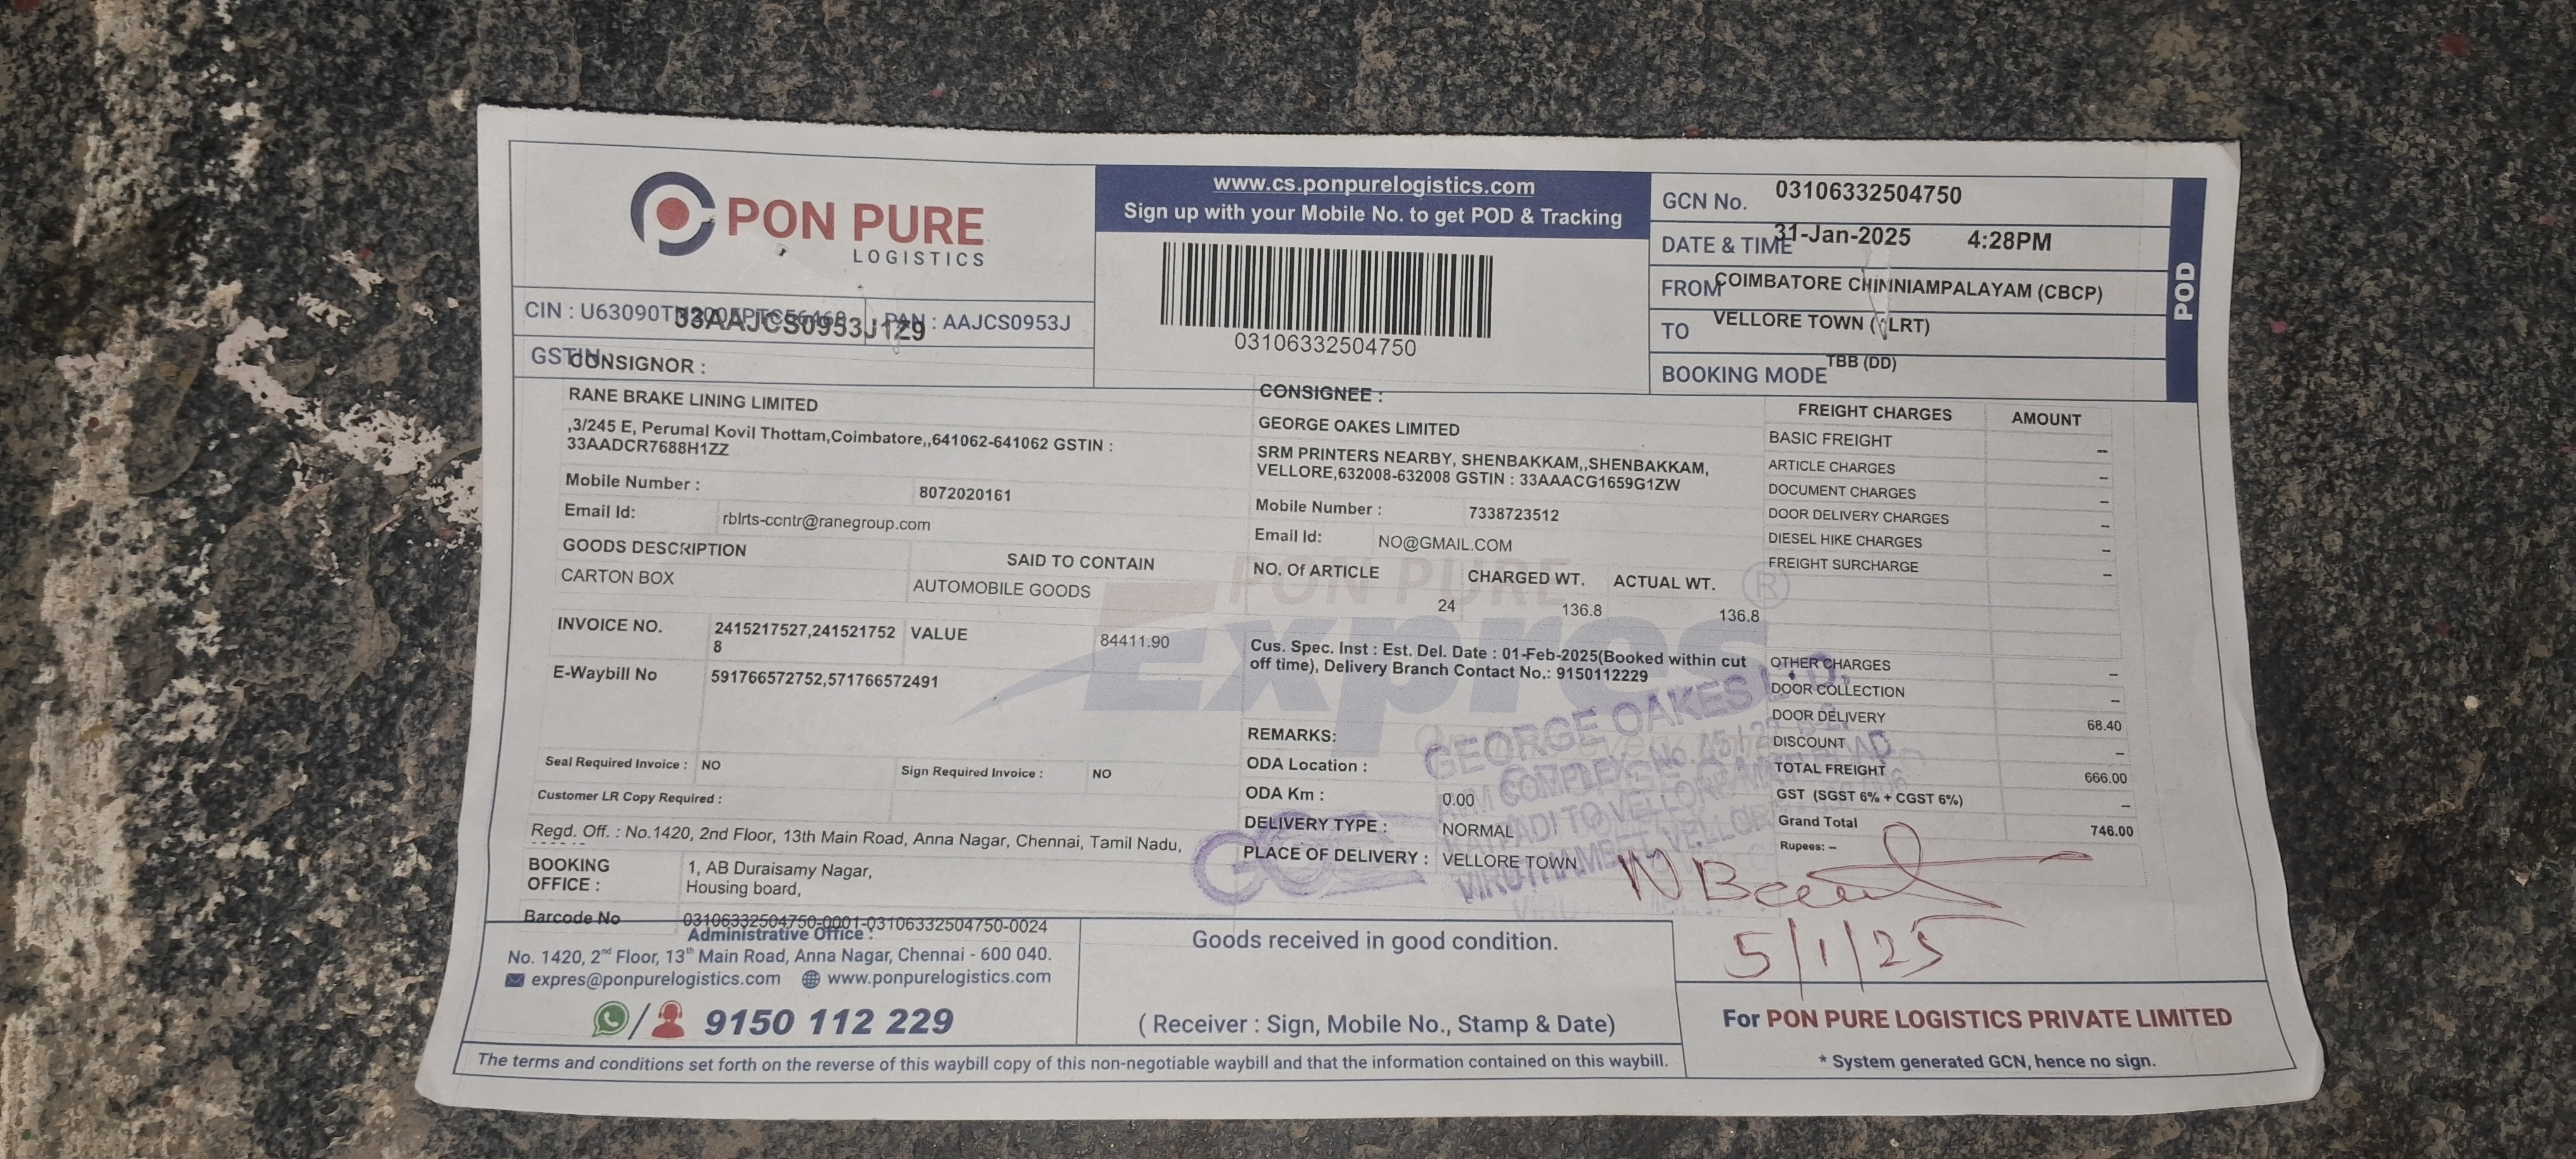 PON PURE
LOGISTICS
www.cs.ponpurelogistics.com
Sign up with your Mobile No. to get POD & Tracking
03106332504750
GCN No. 03106332504750
DATE & TIME 31-Jan-2025 4:28PM
FROM COIMBATORE CHINNIAMPALAYAM (CBCP)
TO VELLORE TOWN ( LRT)
BOOKING MODE TBB (DD)
POD
CIN : PAN : AAJCS0953J
33AAJCS0953J1Z9
GSTIN :
CONSIGNOR :
RANE BRAKE LINING LIMITED
,3/245 E, Perumal Kovil Thottam,Coimbatore,,641062-641062 GSTIN :
33AADCR7688H1ZZ
Mobile Number : 8072020161
Email Id: rblrts-ccntr@ranegroup.com
GOODS DESCRIPTION SAID TO CONTAIN
CARTON BOX AUTOMOBILE GOODS
INVOICE NO. 2415217527,241521752 VALUE 84411.90
8
E-Waybill No 591766572752,571766572491
Seal Required Invoice : NO Sign Required Invoice : NO
Customer LR Copy Required :
Regd. Off. : No.1420, 2nd Floor, 13th Main Road, Anna Nagar, Chennai, Tamil Nadu,
BOOKING OFFICE : 1, AB Duraisamy Nagar,
Housing board,
Barcode No 03106332504750-0001-03106332504750-0024
CONSIGNEE :
GEORGE OAKES LIMITED
SRM PRINTERS NEARBY, SHENBAKKAM,,SHENBAKKAM,
VELLORE,632008-632008 GSTIN : 33AAACG1659G1ZW
Mobile Number : 7338723512
Email Id: NO@GMAIL.COM
NO. Of ARTICLE CHARGED WT. ACTUAL WT.
24 136.8 136.8
PON PURE
Expres
Cus. Spec. Inst : Est. Del. Date : 01-Feb-2025(Booked within cut
off time), Delivery Branch Contact No.: 9150112229
REMARKS:
ODA Location :
ODA Km : 0.00
DELIVERY TYPE : NORMAL
PLACE OF DELIVERY : VELLORE TOWN
FREIGHT CHARGES AMOUNT
BASIC FREIGHT --
ARTICLE CHARGES --
DOCUMENT CHARGES --
DOOR DELIVERY CHARGES --
DIESEL HIKE CHARGES --
FREIGHT SURCHARGE --
OTHER CHARGES --
DOOR COLLECTION --
DOOR DELIVERY 68.40
DISCOUNT --
TOTAL FREIGHT 666.00
GST (SGST 6% + CGST 6%) --
Grand Total 746.00
Rupees: --
GEORGE OAKES LTD.
COMPLEX, No
TO VELLORE
5/1/25
Administrative Office :
No. 1420, 2nd Floor, 13th Main Road, Anna Nagar, Chennai - 600 040.
expres@ponpurelogistics.com www.ponpurelogistics.com
9150 112 229
Goods received in good condition.
( Receiver : Sign, Mobile No., Stamp & Date)
For PON PURE LOGISTICS PRIVATE LIMITED
* System generated GCN, hence no sign.
The terms and conditions set forth on the reverse of this waybill copy of this non-negotiable waybill and that the information contained on this waybill.